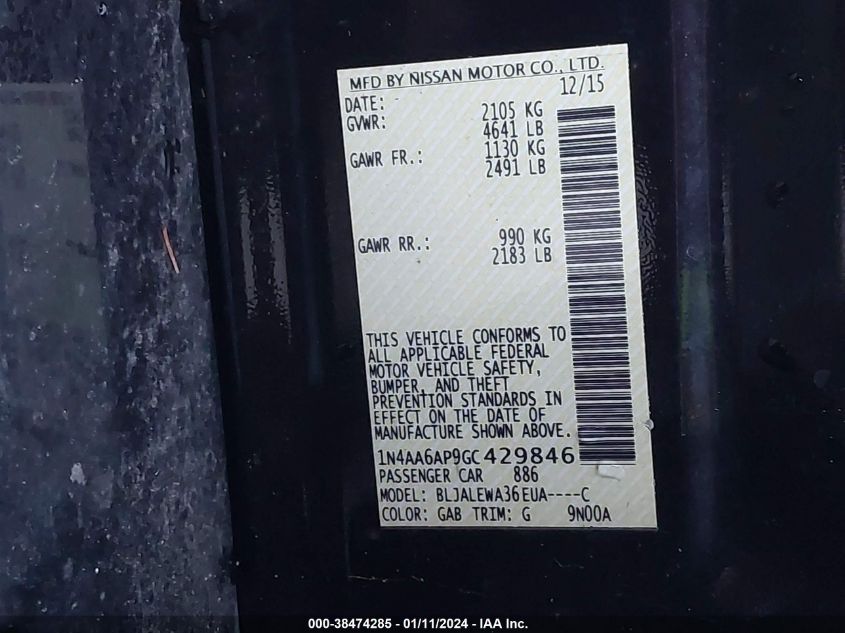 MFD BY NISSAN MOTOR CO., LTD.
DATE: 12/15
GVWR: 2105 KG
4641 LB
GAWR FR.: 1130 KG
2491 LB
GAWR RR.: 990 KG
2183 LB
THIS VEHICLE CONFORMS TO
ALL APPLICABLE FEDERAL
MOTOR VEHICLE SAFETY,
BUMPER, AND THEFT
PREVENTION STANDARDS IN
EFFECT ON THE DATE OF
MANUFACTURE SHOWN ABOVE.
1N4AA6AP9GC429846
PASSENGER CAR 886
MODEL: BLJALEWA36EUA----C
COLOR: GAB TRIM: G 9N00A
000-38474285 - 01/11/2024 - IAA Inc.